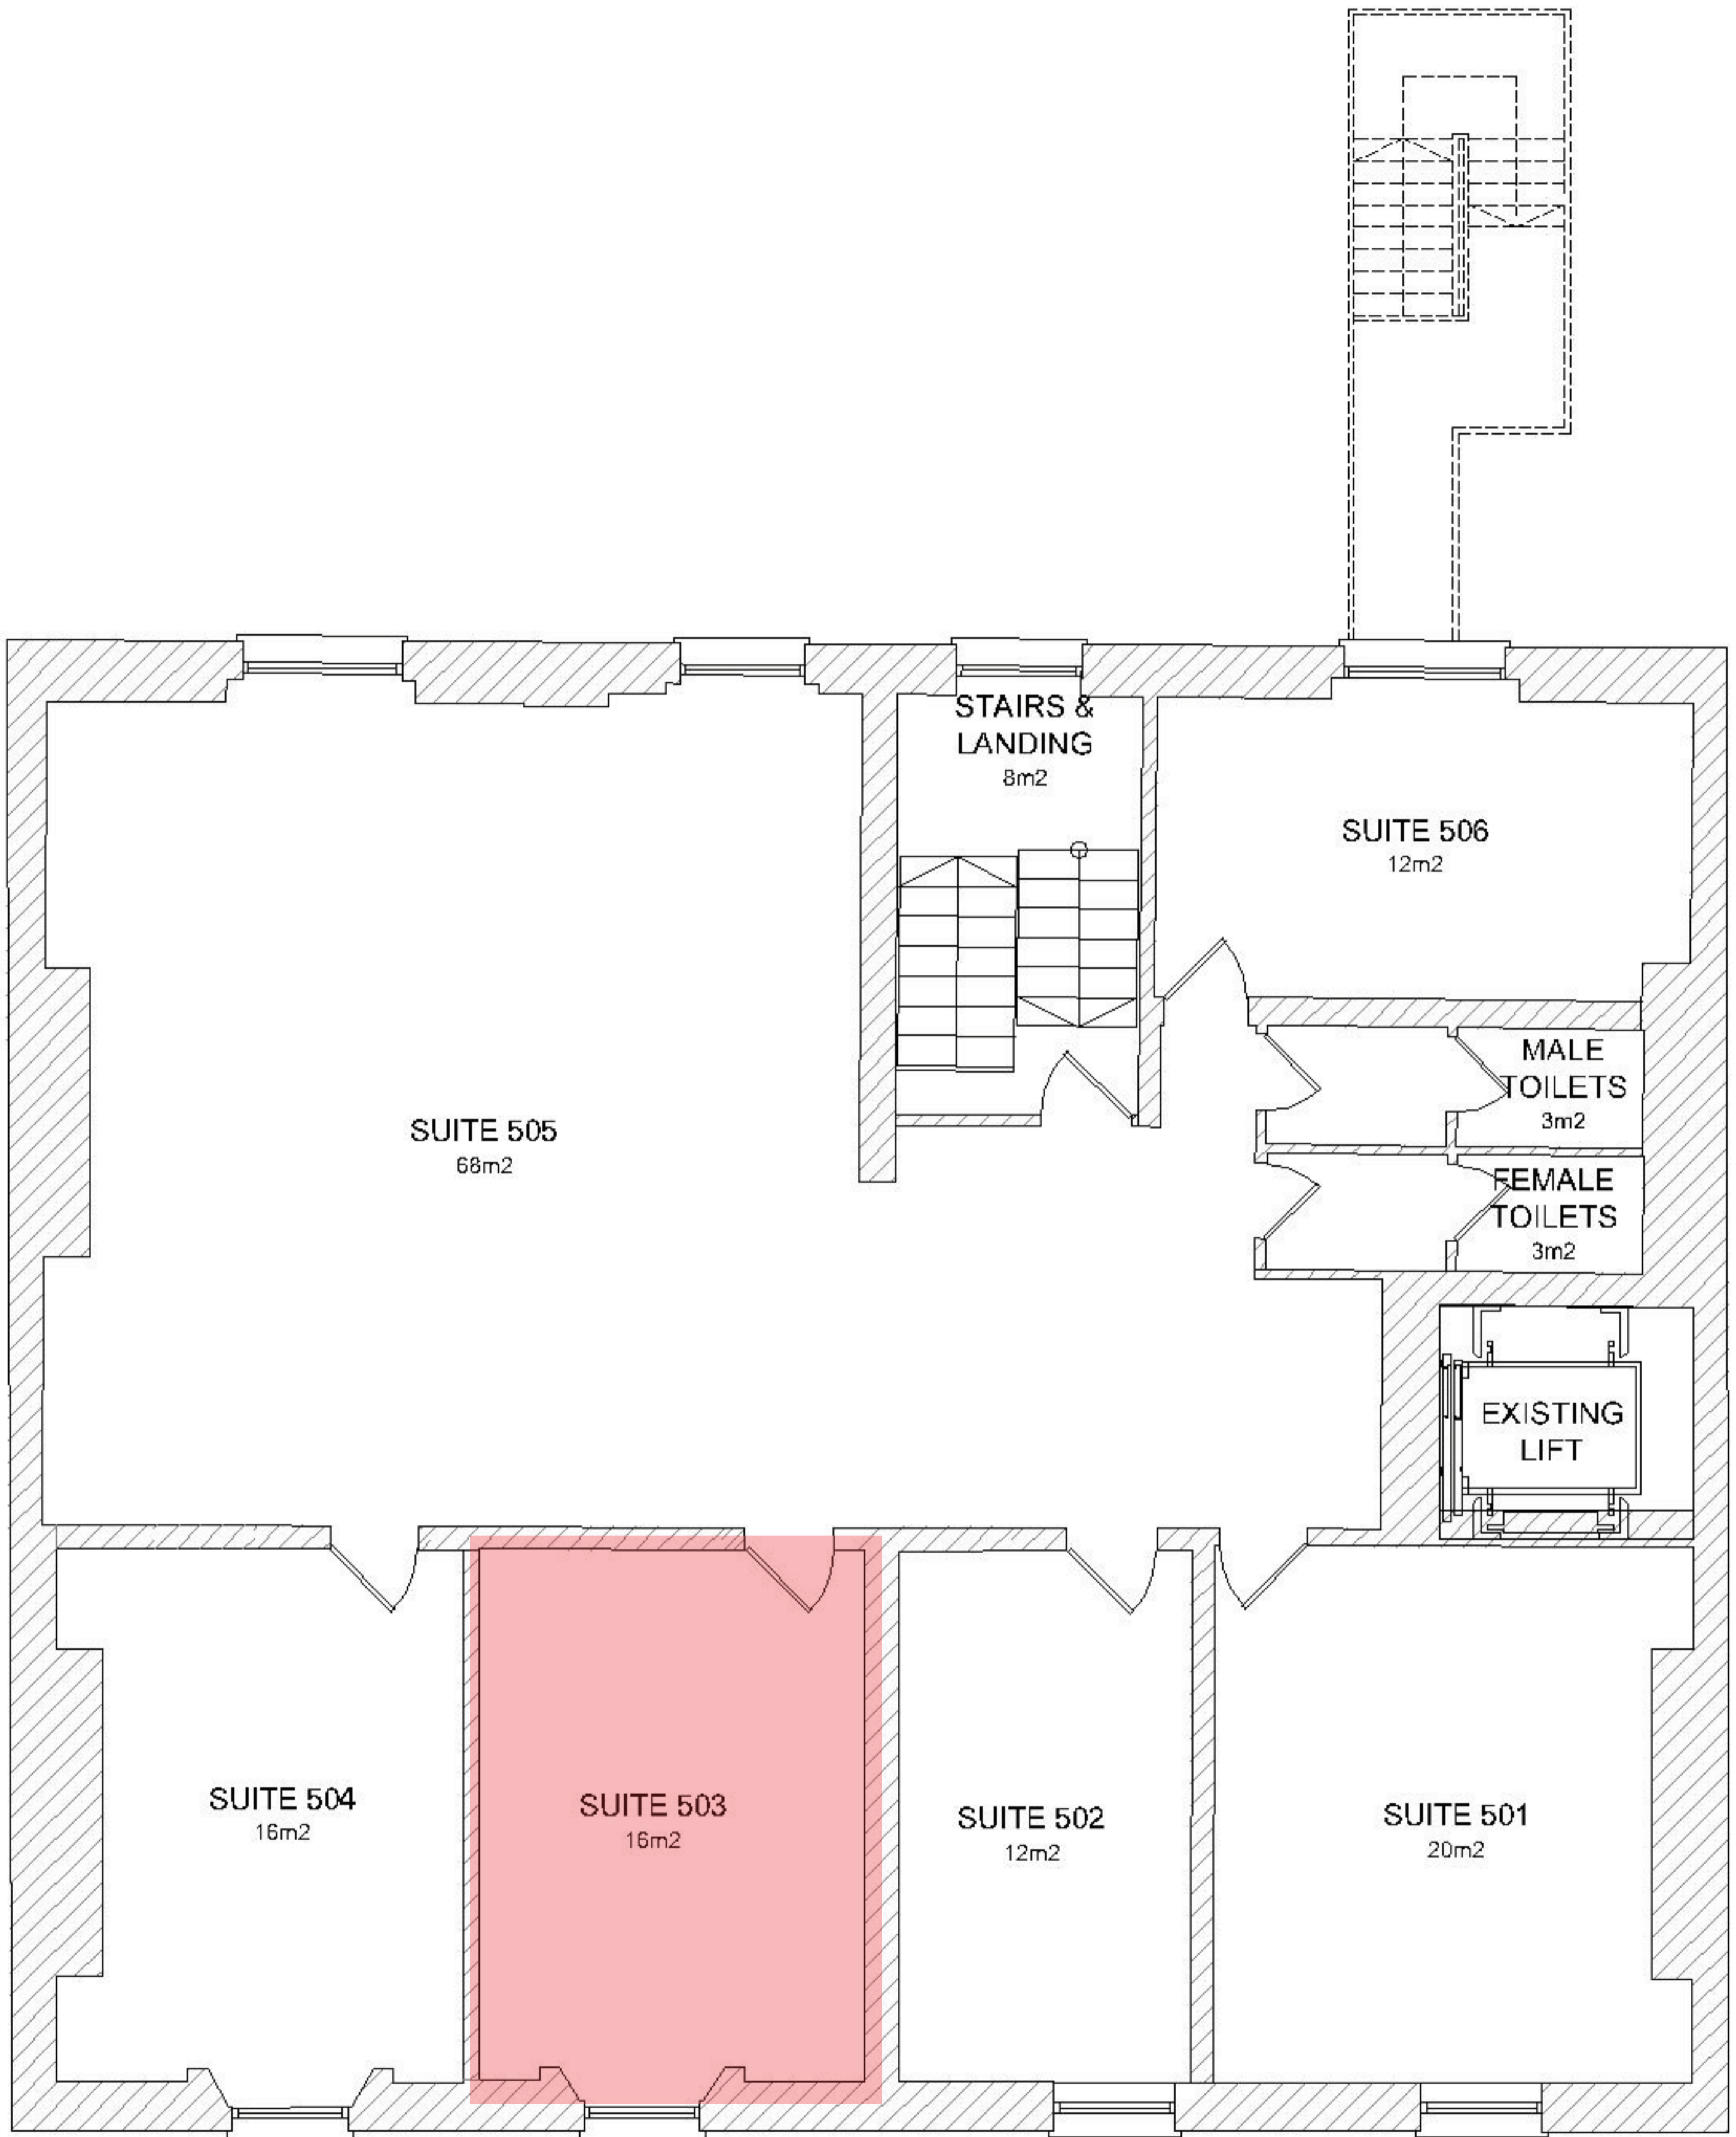 STAIRS &
LANDING
8m2
SUITE 506
12m2
MALE
TOILETS
3m2
SUITE 505
68m2
FEMALE
TOILETS
3m2
EXISTING
LIFT
SUITE 504
16m2
SUITE 503
16m2
SUITE 502
12m2
SUITE 501
20m2